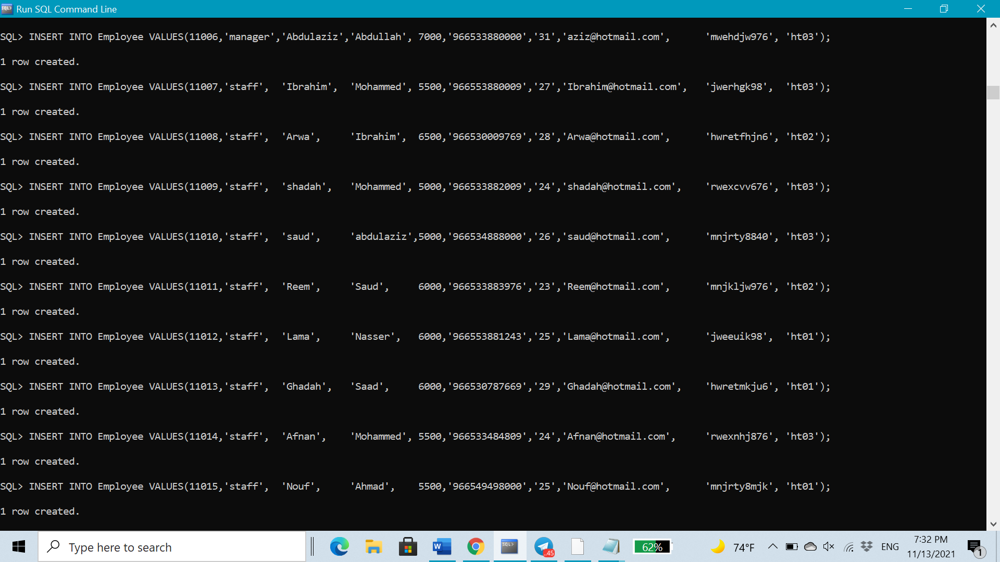 Run SQL Command Line
SQL> INSERT INTO Employee VALUES(11006,'manager','Abdulaziz','Abdullah', 7000,'966533880000','31','aziz@hotmail.com', 'mwehdjw976', 'ht03');
1 row created.
SQL> INSERT INTO Employee VALUES(11007,'staff', 'Ibrahim', 'Mohammed', 5500,'966553880009','27','Ibrahim@hotmail.com', 'jwerhgk98', 'ht03');
1 row created.
SQL> INSERT INTO Employee VALUES(11008,'staff', 'Arwa', 'Ibrahim', 6500,'966530009769','28','Arwa@hotmail.com', 'hwretfhjn6', 'ht02');
1 row created.
SQL> INSERT INTO Employee VALUES(11009,'staff', 'shadah', 'Mohammed', 5000,'966533882009','24','shadah@hotmail.com', 'rwexcvv676', 'ht03');
1 row created.
SQL> INSERT INTO Employee VALUES(11010,'staff', 'saud', 'abdulaziz',5000,'966534888000','26','saud@hotmail.com', 'mnjrty8840', 'ht03');
1 row created.
SQL> INSERT INTO Employee VALUES(11011,'staff', 'Reem', 'Saud', 6000,'966533883976','23','Reem@hotmail.com', 'mnjkljw976', 'ht02');
1 row created.
SQL> INSERT INTO Employee VALUES(11012,'staff', 'Lama', 'Nasser', 6000,'966553881243','25','Lama@hotmail.com', 'jweeuik98', 'ht01');
1 row created.
SQL> INSERT INTO Employee VALUES(11013,'staff', 'Ghadah', 'Saad', 6000,'966530787669','29','Ghadah@hotmail.com', 'hwretmkju6', 'ht01');
1 row created.
SQL> INSERT INTO Employee VALUES(11014,'staff', 'Afnan', 'Mohammed', 5500,'966533484809','24','Afnan@hotmail.com', 'rwexnhj876', 'ht03');
1 row created.
SQL> INSERT INTO Employee VALUES(11015,'staff', 'Nouf', 'Ahmad', 5500,'966549498000','25','Nouf@hotmail.com', 'mnjrty8mjk', 'ht01');
1 row created.
Type here to search
SQL>
..45
62%
74°F
ENG
7:32 PM
11/13/2021
1